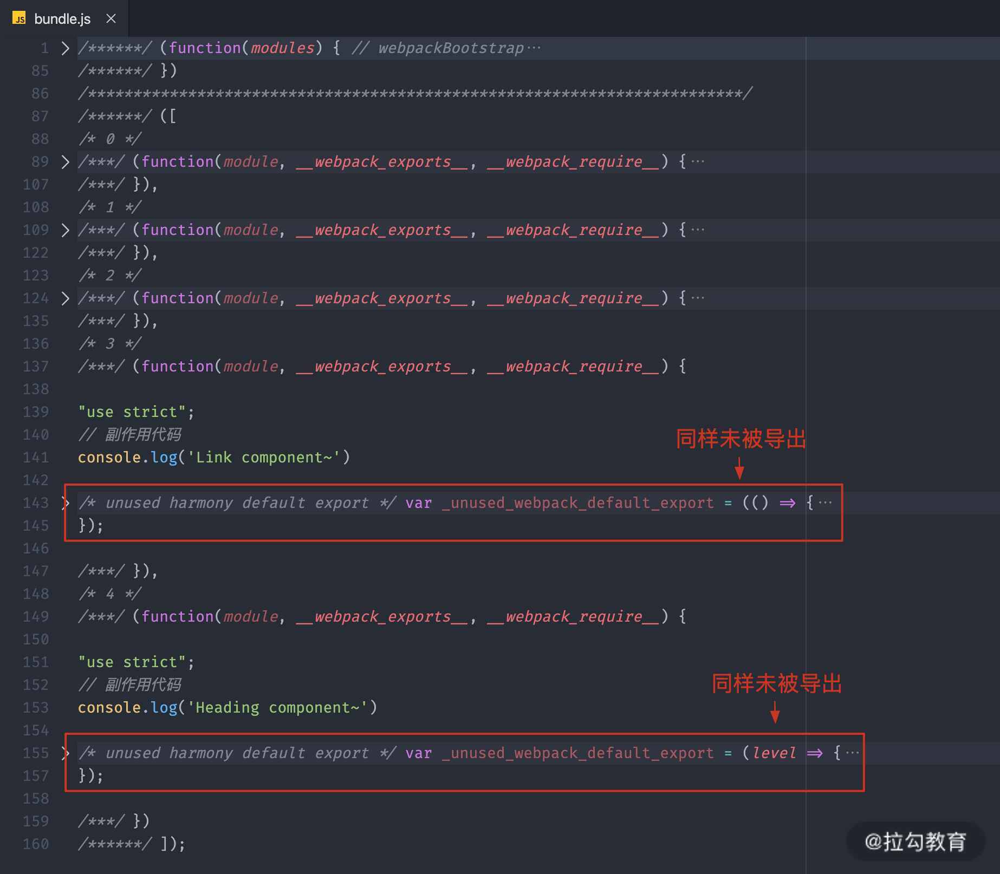 JS bundle.js ×
1 /******/ (function(modules) { // webpackBootstrap…
85 /******/ })
86 /************************************************************************/
87 /******/ ([
88 /* 0 */
89 /***/ (function(module, __webpack_exports__, __webpack_require__) {…
107 /***/ }),
108 /* 1 */
109 /***/ (function(module, __webpack_exports__, __webpack_require__) {…
122 /***/ }),
123 /* 2 */
124 /***/ (function(module, __webpack_exports__, __webpack_require__) {…
135 /***/ }),
136 /* 3 */
137 /***/ (function(module, __webpack_exports__, __webpack_require__) {
138
139 "use strict";
140 // 副作用代码
同样未被导出
141 console.log('Link component~')
142
143 /* unused harmony default export */ var _unused_webpack_default_export = (() => {…
145 });
146
147 /***/ }),
148 /* 4 */
149 /***/ (function(module, __webpack_exports__, __webpack_require__) {
150
151 "use strict";
152 // 副作用代码
同样未被导出
153 console.log('Heading component~')
154
155 /* unused harmony default export */ var _unused_webpack_default_export = (level => {…
157 });
158
159 /***/ })
160 /******/ ]);
@拉勾教育